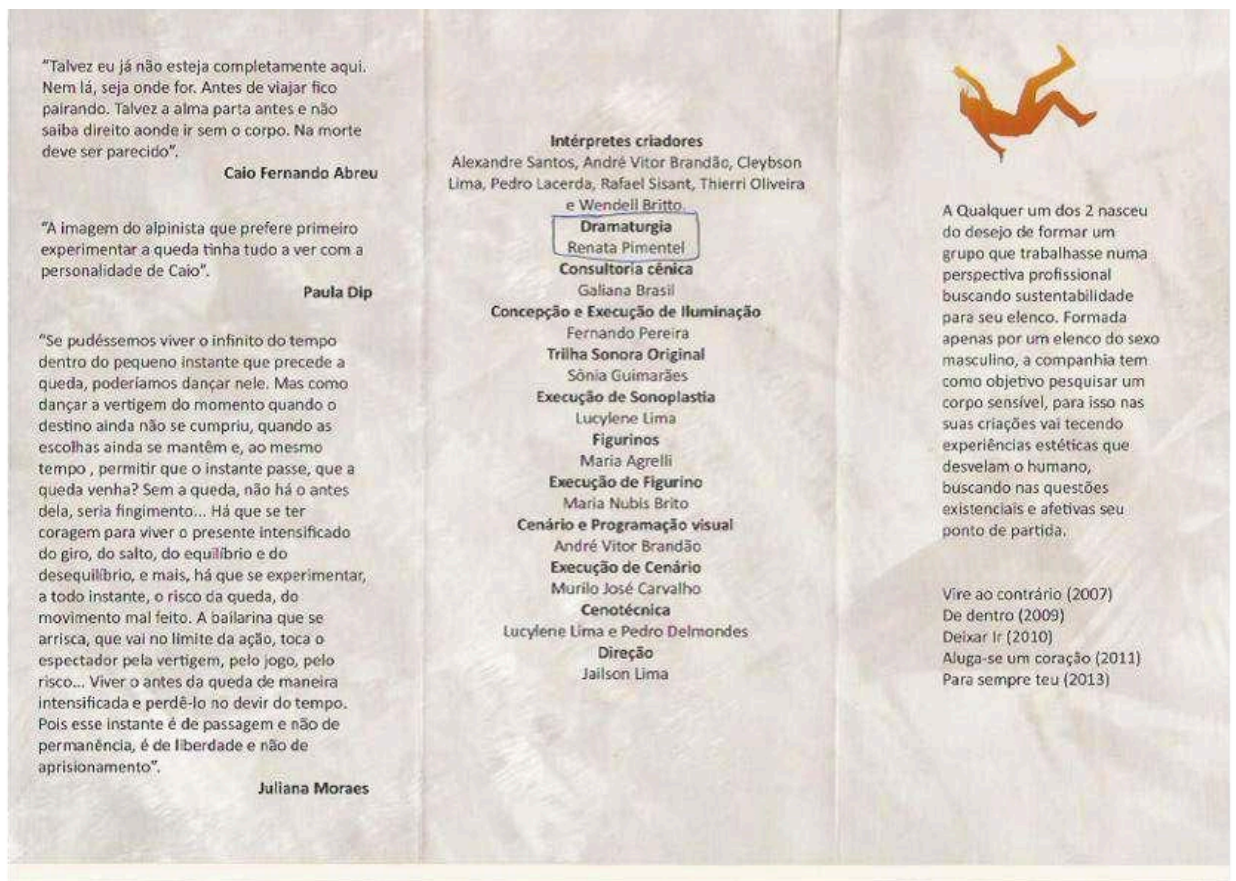 “Talvez eu já não esteja completamente aqui.
Nem lá, seja onde for. Antes de viajar fico
pairando. Talvez a alma parta antes e não
saiba direito aonde ir sem o corpo. Na morte
deve ser parecido”.
Caio Fernando Abreu
“A imagem do alpinista que prefere primeiro
experimentar a queda tinha tudo a ver com a
personalidade de Caio”.
Paula Dip
“Se pudéssemos viver o infinito do tempo
dentro do pequeno instante que precede a
queda, poderíamos dançar nele. Mas como
dançar a vertigem do momento quando o
destino ainda não se cumpriu, quando as
escolhas ainda se mantêm e, ao mesmo
tempo , permitir que o instante passe, que a
queda venha? Sem a queda, não há o antes
dela, seria fingimento... Há que se ter
coragem para viver o presente intensificado
do giro, do salto, do equilíbrio e do
desequilíbrio, e mais, há que se experimentar,
a todo instante, o risco da queda, do
movimento mal feito. A bailarina que se
arrisca, que vai no limite da ação, toca o
espectador pela vertigem, pelo jogo, pelo
risco... Viver o antes da queda de maneira
intensificada e perdê-lo no devir do tempo.
Pois esse instante é de passagem e não de
permanência, é de liberdade e não de
aprisionamento”.
Juliana Moraes
Intérpretes criadores
Alexandre Santos, André Vitor Brandão, Cleybson
Lima, Pedro Lacerda, Rafael Sisant, Thierri Oliveira
e Wendell Britto.
Dramaturgia
Renata Pimentel
Consultoria cênica
Galiana Brasil
Concepção e Execução de Iluminação
Fernando Pereira
Trilha Sonora Original
Sônia Guimarães
Execução de Sonoplastia
Lucylene Lima
Figurinos
Maria Agrelli
Execução de Figurino
Maria Nubis Brito
Cenário e Programação visual
André Vitor Brandão
Execução de Cenário
Murilo José Carvalho
Cenotécnica
Lucylene Lima e Pedro Delmondes
Direção
Jailson Lima
A Qualquer um dos 2 nasceu
do desejo de formar um
grupo que trabalhasse numa
perspectiva profissional
buscando sustentabilidade
para seu elenco. Formada
apenas por um elenco do sexo
masculino, a companhia tem
como objetivo pesquisar um
corpo sensível, para isso nas
suas criações vai tecendo
experiências estéticas que
desvelam o humano,
buscando nas questões
existenciais e afetivas seu
ponto de partida.
Vire ao contrário (2007)
De dentro (2009)
Deixar Ir (2010)
Aluga-se um coração (2011)
Para sempre teu (2013)